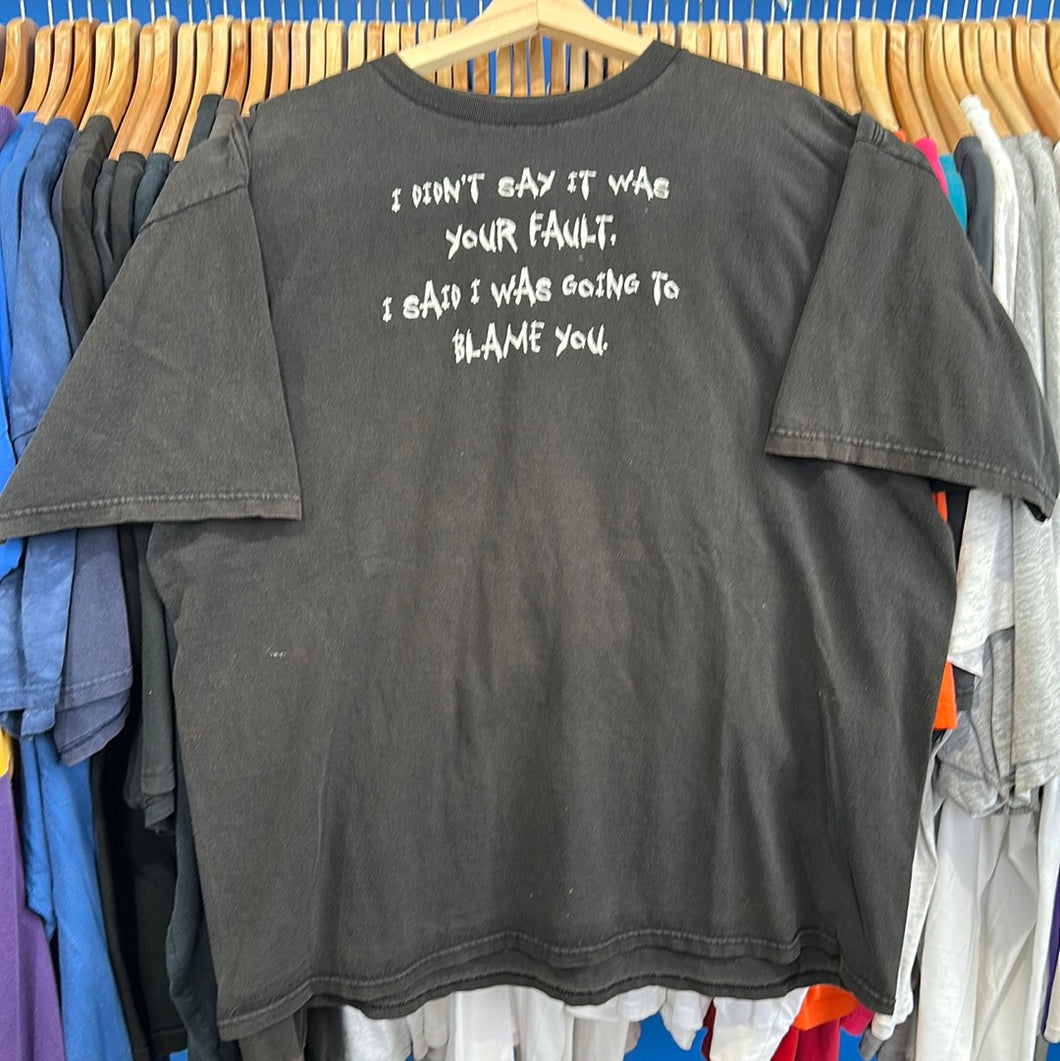 I DIDN'T SAY IT WAS
YOUR FAULT,
I SAID I WAS GOING TO
BLAME YOU.